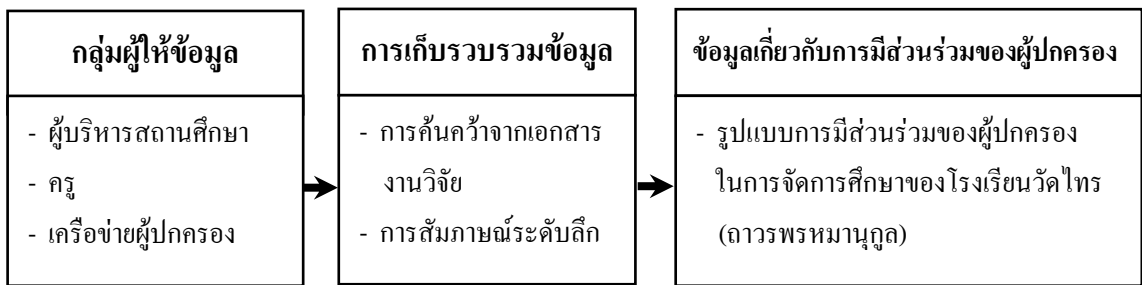 กลุ่มผู้ให้ข้อมูล
- ผู้บริหารสถานศึกษา
- ครู
- เครือข่ายผู้ปกครอง
การเก็บรวบรวมข้อมูล
- การค้นคว้าจากเอกสาร
งานวิจัย
- การสัมภาษณ์ระดับลึก
ข้อมูลเกี่ยวกับการมีส่วนร่วมของผู้ปกครอง
- รูปแบบการมีส่วนร่วมของผู้ปกครอง
ในการจัดการศึกษาของโรงเรียนวัดไทร
(ถาวรพรหมานุกูล)